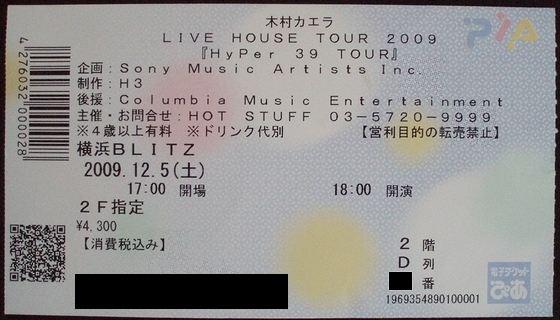 木村カエラ
LIVE HOUSE TOUR 2009
『HyPer 39 TOUR』
PIA
企画：Sony Music Artists Inc.
制作：H3
後援：Columbia Music Entertainment
主催・お問合せ：HOT STUFF 03-5720-9999
※4歳以上有料 ※ドリンク代別 【営利目的の転売禁止】
横浜BLITZ
2009.12.5(土)
17:00 開場 18:00 開演
2F指定
¥4,300
【消費税込み】
2 階
D 列
番
1969354890100001
電子チケット
ぴあ
4276032000028